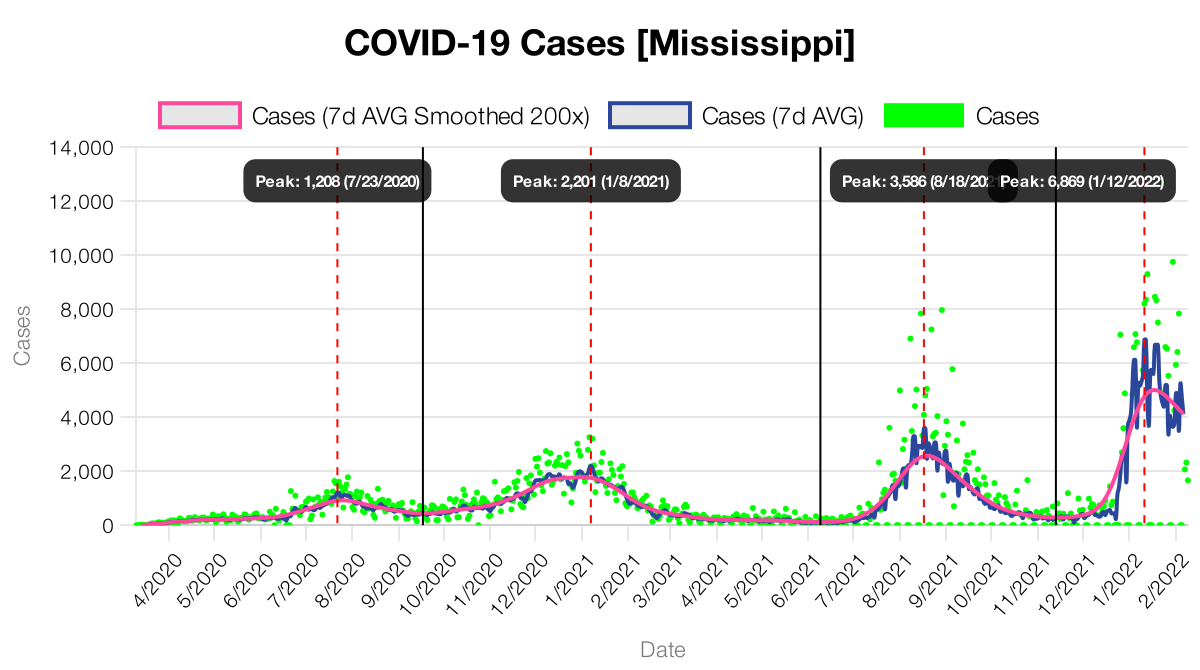 COVID-19 Cases [Mississippi]
Cases (7d AVG Smoothed 200x) Cases (7d AVG) Cases
14,000
Peak: 1,208 (7/23/2020) Peak: 2,201 (1/8/2021) Peak: 3,586 (8/18/2021 Peak: 6,869 (1/12/2022)
12,000
10,000
8,000
6,000
4,000
2,000
0
Cases
4/2020 5/2020 6/2020 7/2020 8/2020 9/2020 10/2020 11/2020 12/2020 1/2021 2/2021 3/2021 4/2021 5/2021 6/2021 7/2021 8/2021 9/2021 10/2021 11/2021 12/2021 1/2022 2/2022
Date